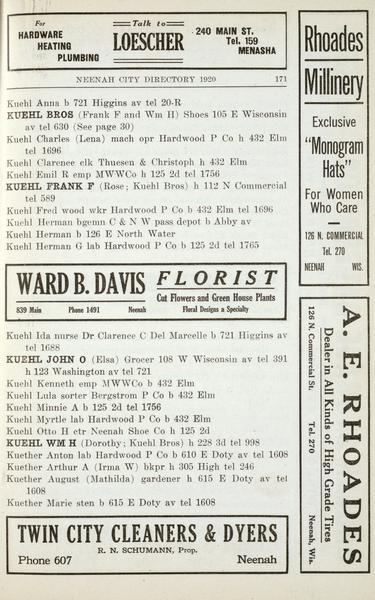 For
HARDWARE
HEATING
PLUMBING
Talk to
LOESCHER
240 MAIN ST.
Tel. 159
MENASHA
NEENAH CITY DIRECTORY 1920 171
Kuehl Anna b 721 Higgins av tel 20-R
KUEHL BROS (Frank F and Wm H) Shoes 105 E Wisconsin
av tel 630 (See page 30)
Kuehl Charles (Lena) mach opr Hardwood P Co h 432 Elm
tel 1696
Kuehl Clarence clk Thuesen & Christoph h 432 Elm
Kuehl Emil R emp MWWCo h 125 2d tel 1756
KUEHL FRANK F (Rose; Kuehl Bros) h 112 N Commercial
tel 589
Kuehl Fred wood wkr Hardwood P Co b 432 Elm tel 1696
Kuehl Herman bgemn C & N W pass depot b Abby av
Kuehl Herman b 126 E North Water
Kuehl Herman G lab Hardwood P Co b 125 2d tel 1765
WARD B. DAVIS FLORIST
Cut Flowers and Green House Plants
839 Main Phone 1491 Neenah Floral Designs a Specialty
Kuehl Ida nurse Dr Clarence C Del Marcelle b 721 Higgins av
tel 1688
KUEHL JOHN O (Elsa) Grocer 108 W Wisconsin av tel 391
h 123 Washington av tel 721
Kuehl Kenneth emp MWWCo b 432 Elm
Kuehl Lula sorter Bergstrom P Co b 432 Elm
Kuehl Minnie A b 125 2d tel 1756
Kuehl Myrtle lab Hardwood P Co b 432 Elm
Kuehl Otto H ctr Neenah Shoe Co h 125 2d
KUEHL WM H (Dorothy; Kuehl Bros) h 228 3d tel 998
Kuether Anton lab Hardwood P Co b 610 E Doty av tel 1608
Kuether Arthur A (Irma W) bkpr h 305 High tel 246
Kuether August (Mathilda) gardener h 615 E Doty av tel
1608
Kuether Marie sten b 615 E Doty av tel 1608
TWIN CITY CLEANERS & DYERS
R. N. SCHUMANN, Prop.
Phone 607 Neenah
Rhoades
Millinery
Exclusive
"Monogram
Hats"
For Women
Who Care
126 N. COMMERCIAL
Tel. 270
NEENAH WIS.
A. E. RHOADES
Dealer in All Kinds of High Grade Tires
126 N. Commercial St. Tel. 270 Neenah, Wis.